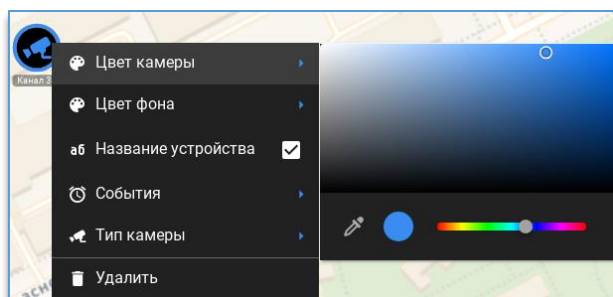 Канал 3
Цвет камеры
Цвет фона
аб Название устройства
События
Тип камеры
Удалить